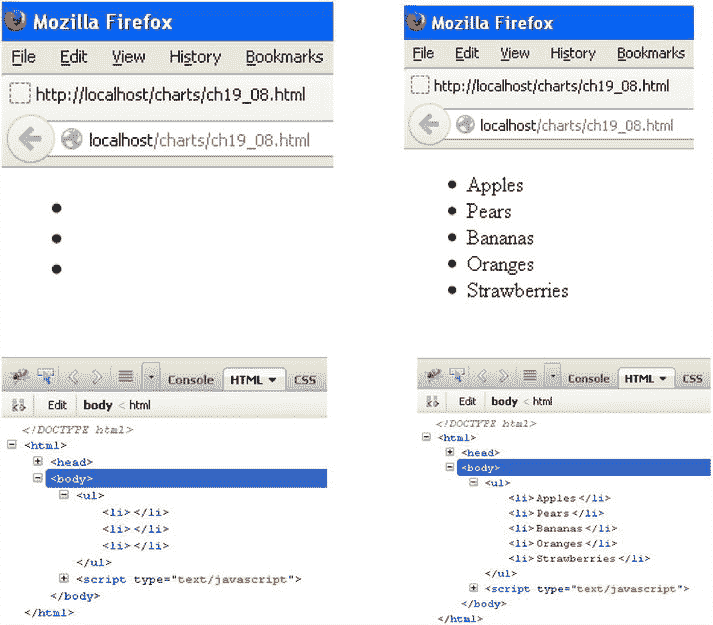 Mozilla Firefox
File Edit View History Bookmarks
http://localhost/charts/ch19_08.html
localhost/charts/ch19_08.html
Mozilla Firefox
File Edit View History Bookmarks
http://localhost/charts/ch19_08.html
localhost/charts/ch19_08.html
Apples
Pears
Bananas
Oranges
Strawberries
Console HTML CSS
Edit body < html
<!DOCTYPE html>
<html>
<head>
<body>
<ul>
<li> </li>
<li> </li>
<li> </li>
</ul>
<script type="text/javascript">
</body>
</html>
Console HTML CSS
Edit body < html
<!DOCTYPE html>
<html>
<head>
<body>
<ul>
<li> Apples </li>
<li> Pears </li>
<li> Bananas </li>
<li> Oranges </li>
<li> Strawberries </li>
</ul>
<script type="text/javascript">
</body>
</html>